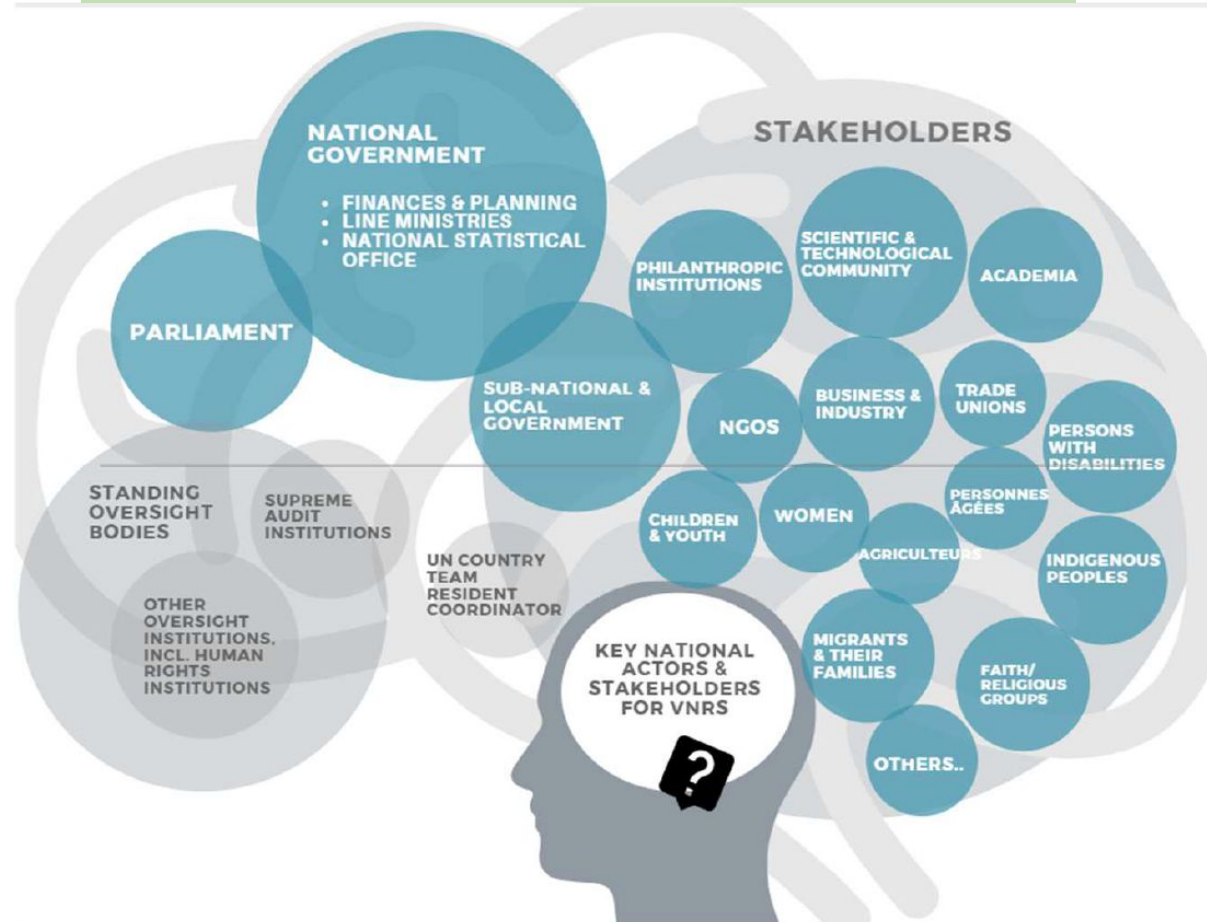 STAKEHOLDERS
NATIONAL
GOVERNMENT
• FINANCES & PLANNING
• LINE MINISTRIES
• NATIONAL STATISTICAL
OFFICE
PARLIAMENT
SUB-NATIONAL &
LOCAL
GOVERNMENT
PHILANTHROPIC
INSTITUTIONS
SCIENTIFIC &
TECHNOLOGICAL
COMMUNITY
ACADEMIA
NGOS
BUSINESS &
INDUSTRY
TRADE
UNIONS
PERSONS
WITH
DISABILITIES
CHILDREN
& YOUTH
WOMEN
PERSONNES
ÂGÉES
AGRICULTEURS
INDIGENOUS
PEOPLES
MIGRANTS
& THEIR
FAMILIES
FAITH/
RELIGIOUS
GROUPS
OTHERS..
STANDING
OVERSIGHT
BODIES
SUPREME
AUDIT
INSTITUTIONS
OTHER
OVERSIGHT
INSTITUTIONS,
INCL. HUMAN
RIGHTS
INSTITUTIONS
UN COUNTRY
TEAM
RESIDENT
COORDINATOR
KEY NATIONAL
ACTORS &
STAKEHOLDERS
FOR VNRS
?